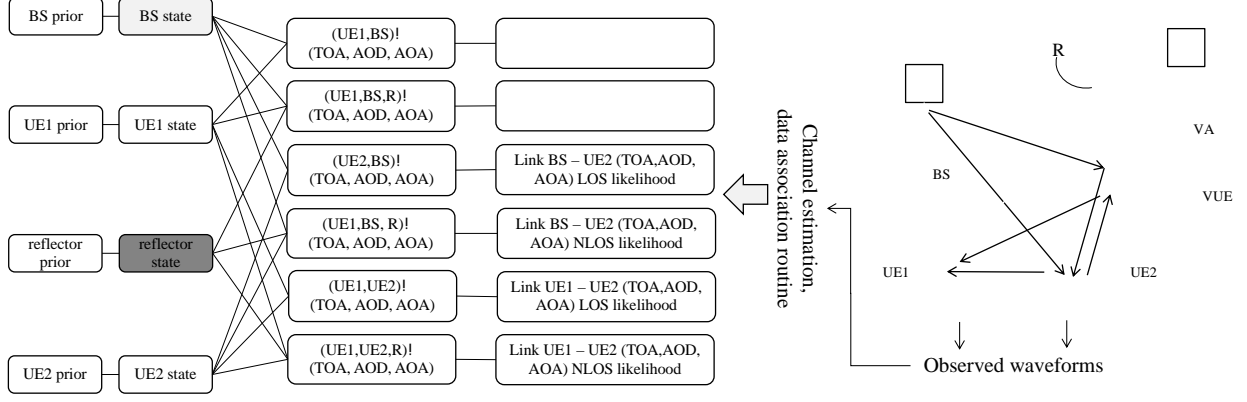 BS prior
BS state
UE1 prior
UE1 state
reflector
prior
reflector
state
UE2 prior
UE2 state
(UE1,BS)!
(TOA, AOD, AOA)
(UE1,BS,R)!
(TOA, AOD, AOA)
(UE2,BS)!
(TOA, AOD, AOA)
(UE1,BS, R)!
(TOA, AOD, AOA)
(UE1,UE2)!
(TOA, AOD, AOA)
(UE1,UE2,R)!
(TOA, AOD, AOA)
Link BS – UE2 (TOA,AOD,
AOA) LOS likelihood
Link BS – UE2 (TOA,AOD,
AOA) NLOS likelihood
Link UE1 – UE2 (TOA,AOD,
AOA) LOS likelihood
Link UE1 – UE2 (TOA,AOD,
AOA) NLOS likelihood
Channel estimation,
data association routine
R
BS
VA
VUE
UE1
UE2
Observed waveforms